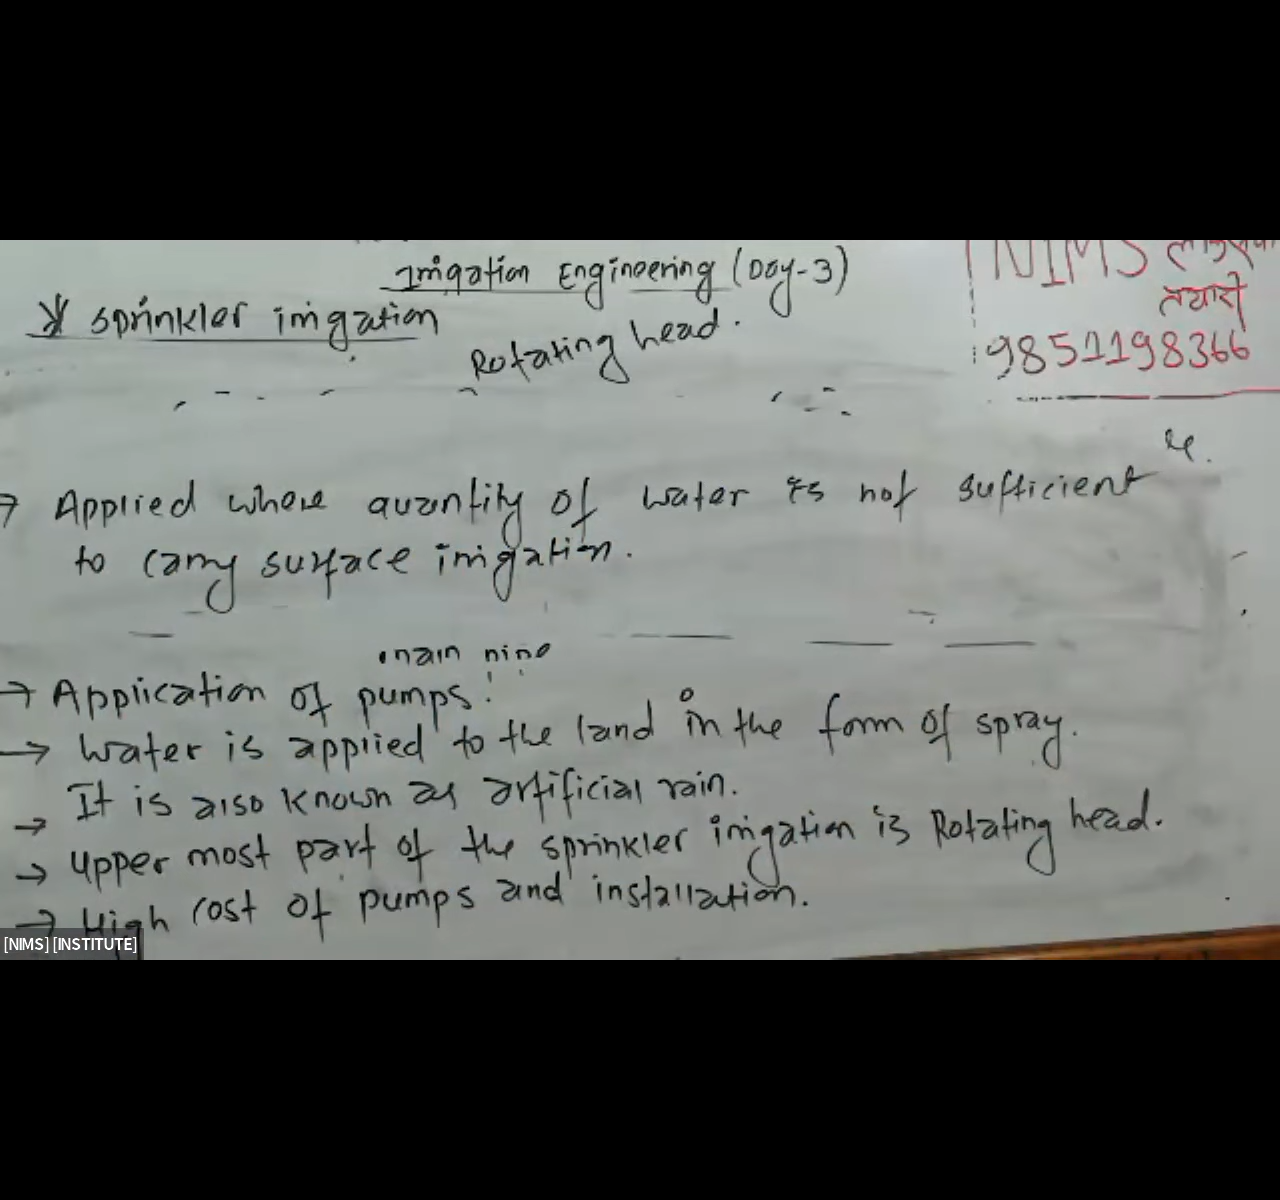 Irrigation Engineering (Day-3)
NIMS
तयारी
9851198366
* Sprinkler irrigation
Rotating head.
→ Applied where quantity of water is not sufficient
to carry surface irrigation.
main
→ Application of pumps.
→ Water is applied to the land in the form of spray.
→ It is also known as artificial rain.
→ Upper most part of the sprinkler irrigation is Rotating head.
→ High cost of pumps and installation.
[NIMS] [INSTITUTE]